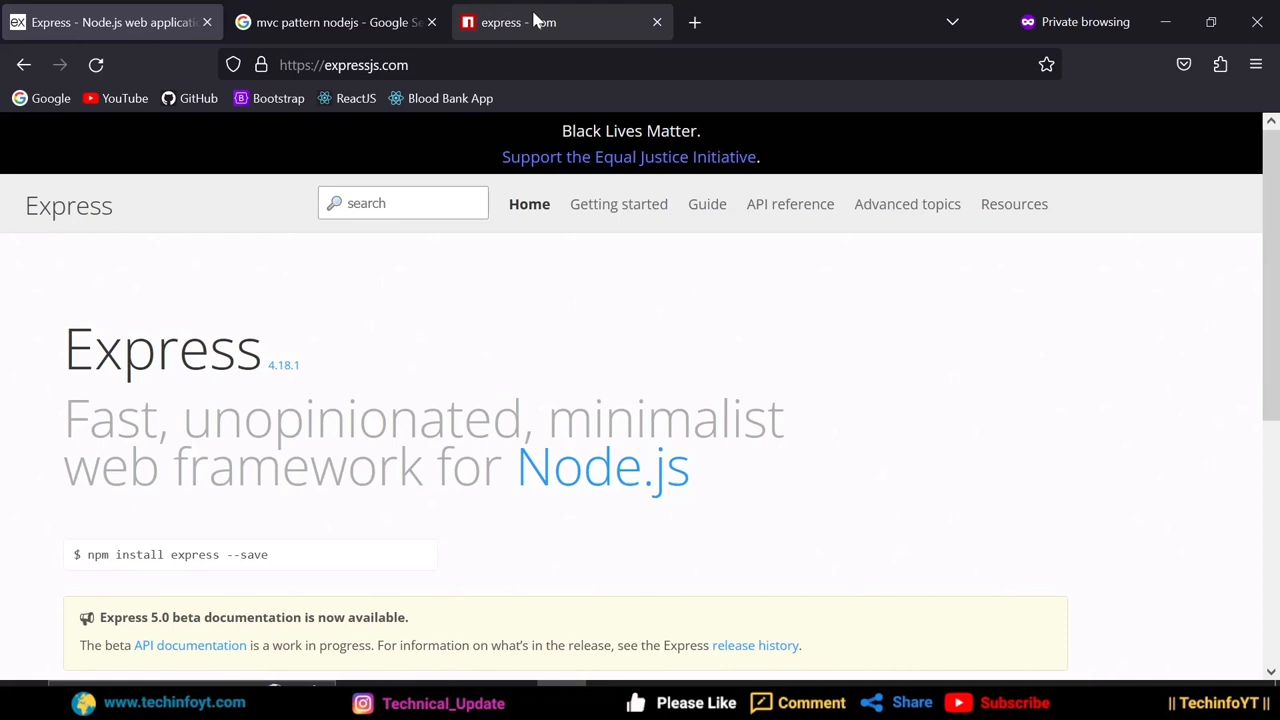 Express - Node.js web applicatio
mvc pattern nodejs - Google Se
express - npm
Private browsing
https://expressjs.com
Google
YouTube
GitHub
Bootstrap
ReactJS
Blood Bank App
Black Lives Matter.
Support the Equal Justice Initiative.
Express
search
Home
Getting started
Guide
API reference
Advanced topics
Resources
Express 4.18.1
Fast, unopinionated, minimalist
web framework for Node.js
$ npm install express --save
Express 5.0 beta documentation is now available.
The beta API documentation is a work in progress. For information on what's in the release, see the Express release history.
www.techinfoyt.com
Technical_Update
Please Like
Comment
Share
Subscribe
|| TechinfoYT ||